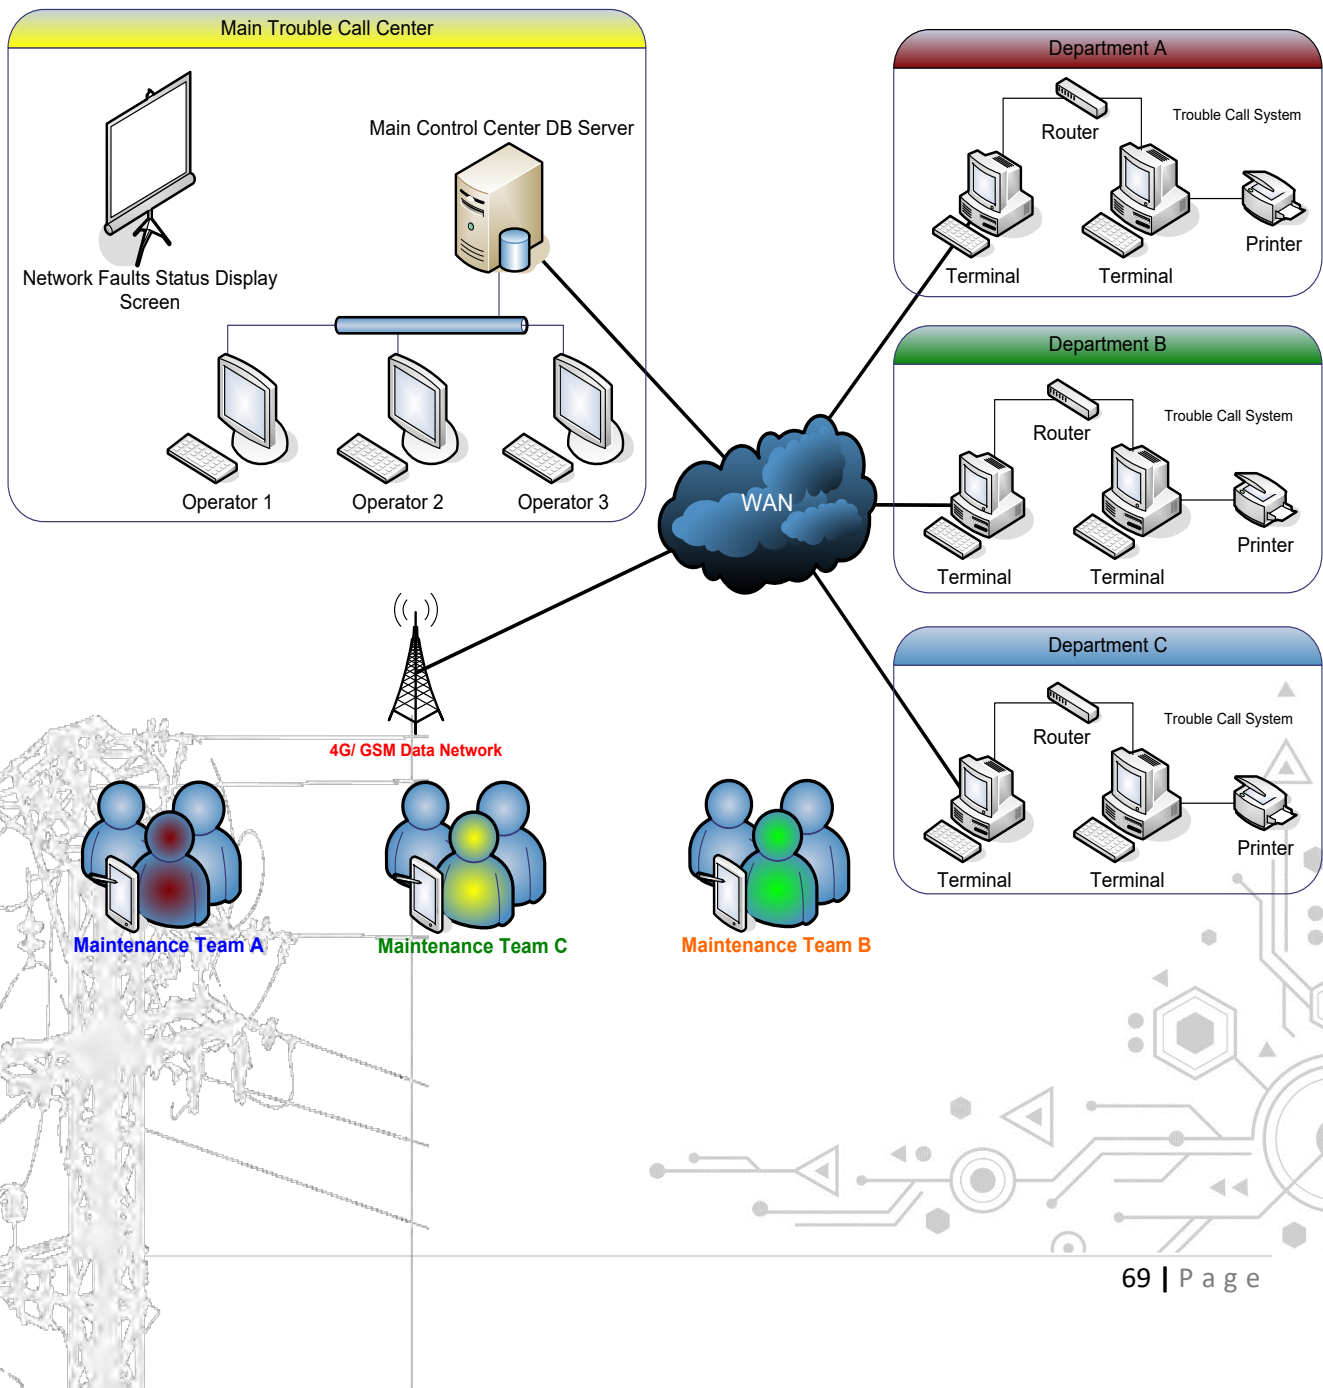 Main Trouble Call Center
Main Control Center DB Server
Network Faults Status Display
Screen
Operator 1
Operator 2
Operator 3
WAN
Department A
Trouble Call System
Router
Printer
Terminal
Terminal
Department B
Trouble Call System
Router
Printer
Terminal
Terminal
Department C
Trouble Call System
Router
Printer
Terminal
Terminal
4G/ GSM Data Network
Maintenance Team A
Maintenance Team C
Maintenance Team B
69 | Page